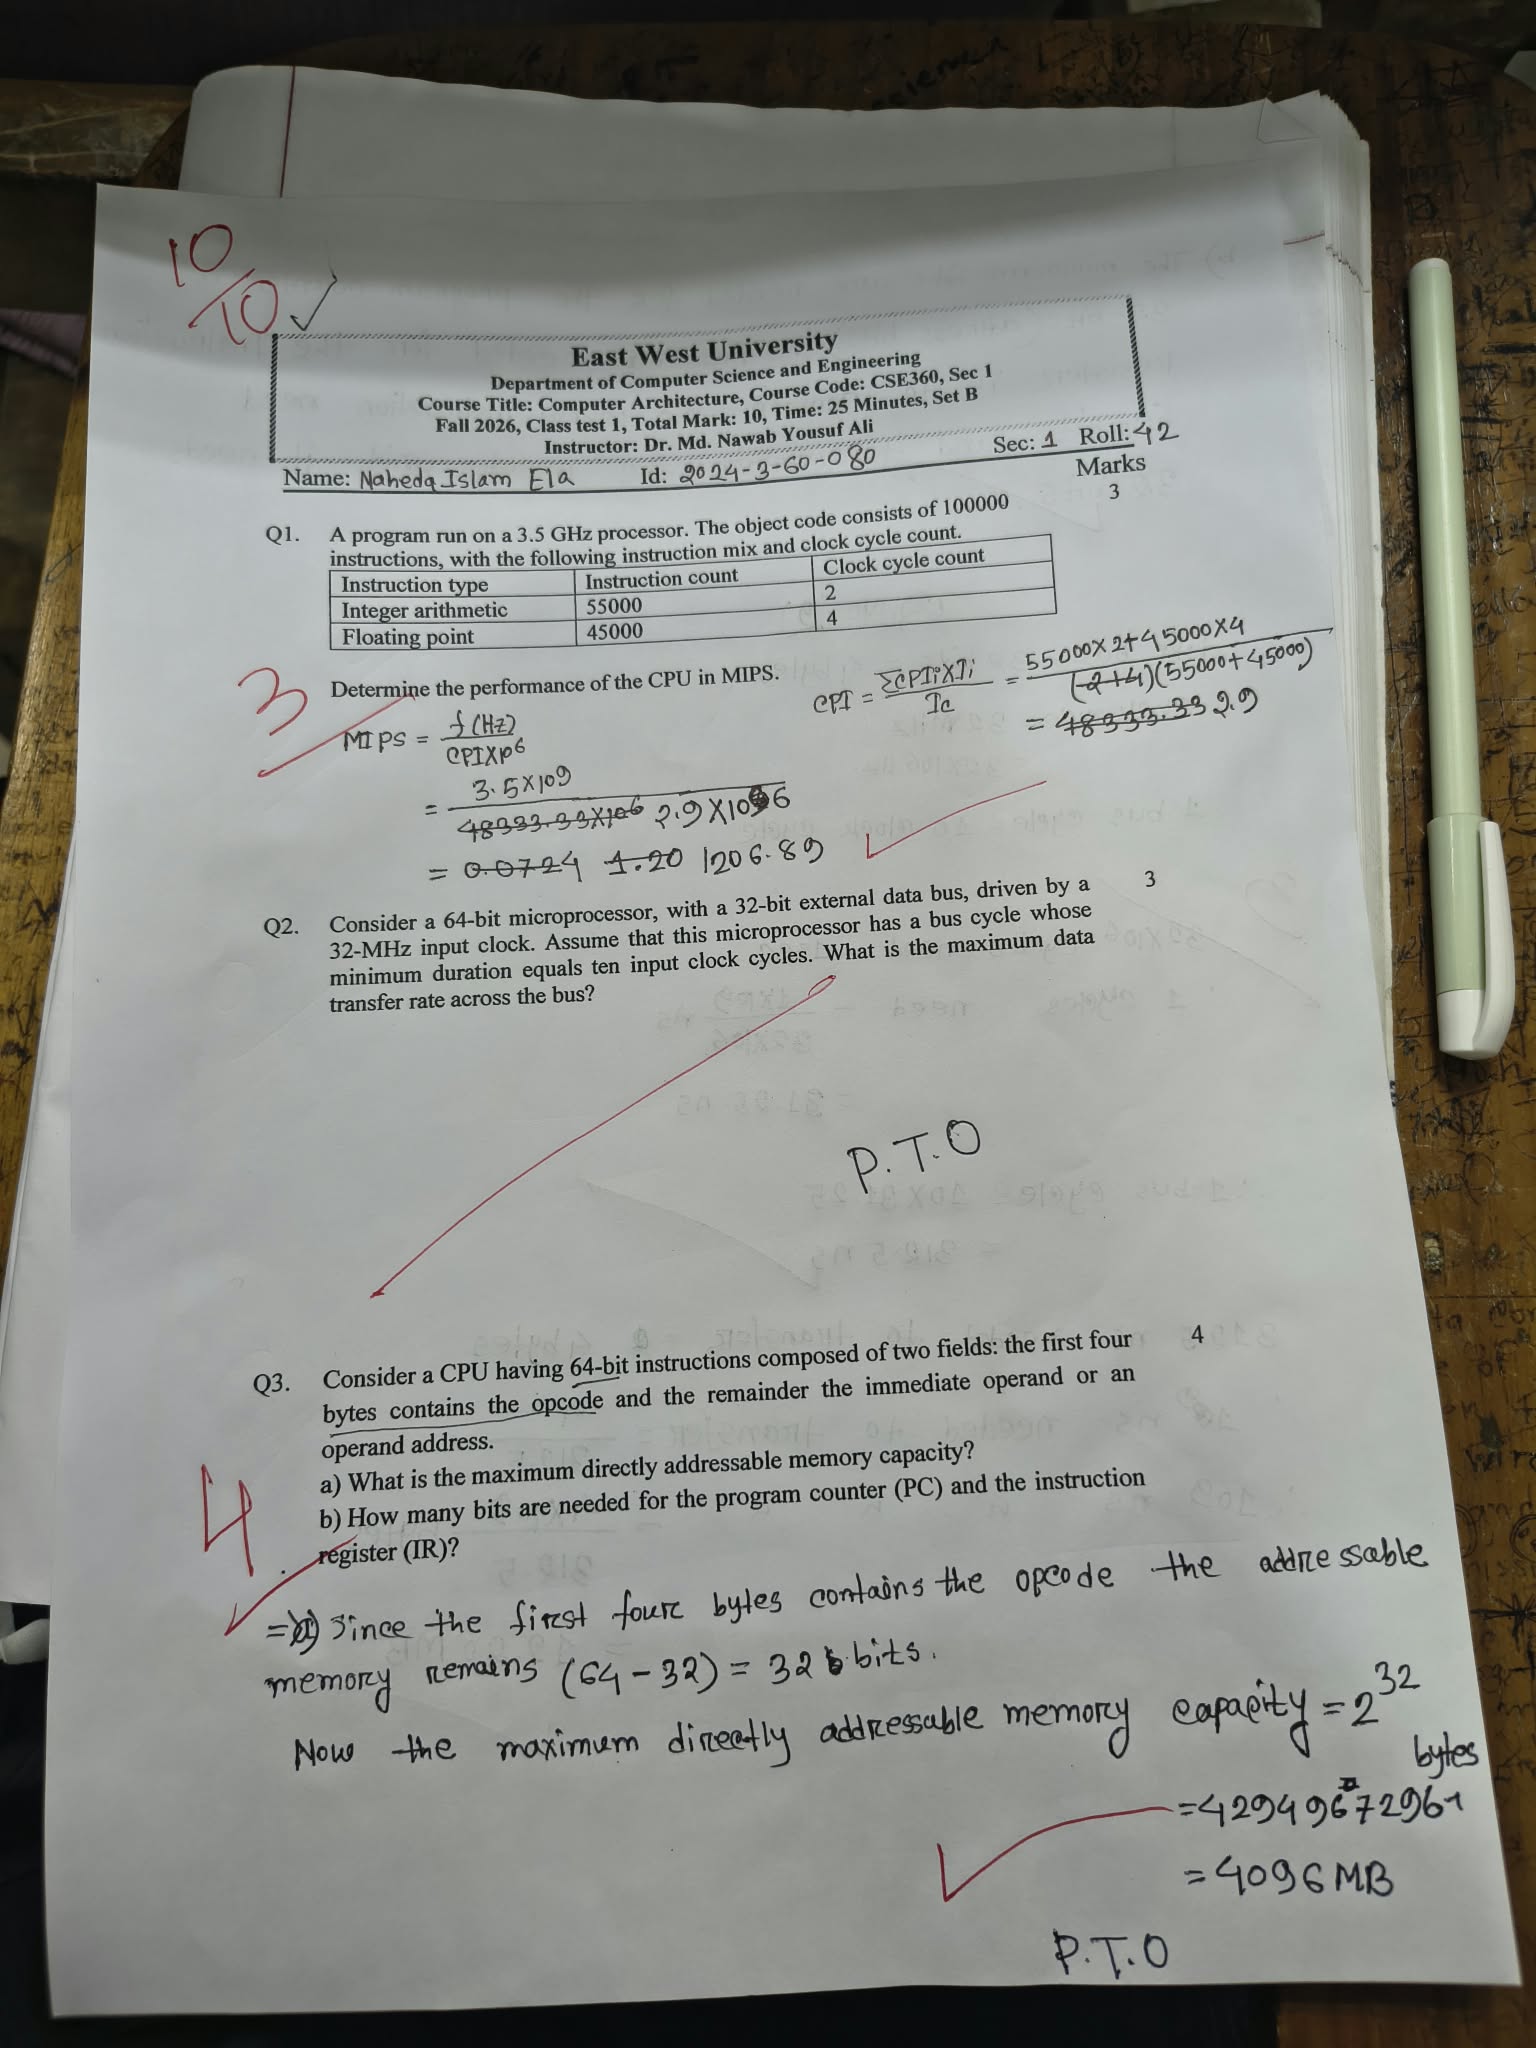 10
10
East West University
Department of Computer Science and Engineering
Course Title: Computer Architecture, Course Code: CSE360, Sec 1
Fall 2026, Class test 1, Total Mark: 10, Time: 25 Minutes, Set B
Instructor: Dr. Md. Nawab Yousuf Ali
Name: Naheda Islam Ela Id: 2024-3-60-080 Sec: 1 Roll: 42
Marks
Q1. A program run on a 3.5 GHz processor. The object code consists of 100000 3
instructions, with the following instruction mix and clock cycle count.
Instruction type Instruction count Clock cycle count
Integer arithmetic 55000 2
Floating point 45000 4
3
Determine the performance of the CPU in MIPS.
CPI = ΣCPIi×Ii / Ic = 55000×2+45000×4 / (2+4)(55000+45000)
= 48333.33 2.9
MIPS = f(Hz) / CPI×10^6
= 3.5×10^9 / 48333.33×10^6 2.9×10^6
= 0.0724 1.20 1206.89
Q2. Consider a 64-bit microprocessor, with a 32-bit external data bus, driven by a 3
32-MHz input clock. Assume that this microprocessor has a bus cycle whose
minimum duration equals ten input clock cycles. What is the maximum data
transfer rate across the bus?
P.T.O
Q3. Consider a CPU having 64-bit instructions composed of two fields: the first four 4
bytes contains the opcode and the remainder the immediate operand or an
operand address.
a) What is the maximum directly addressable memory capacity?
b) How many bits are needed for the program counter (PC) and the instruction
register (IR)?
4
= a) Since the first four bytes contains the opcode the addressable
memory remains (64-32) = 32 bits.
Now the maximum directly addressable memory capacity = 2^32
bytes
= 4294967296
= 4096 MB
P.T.O